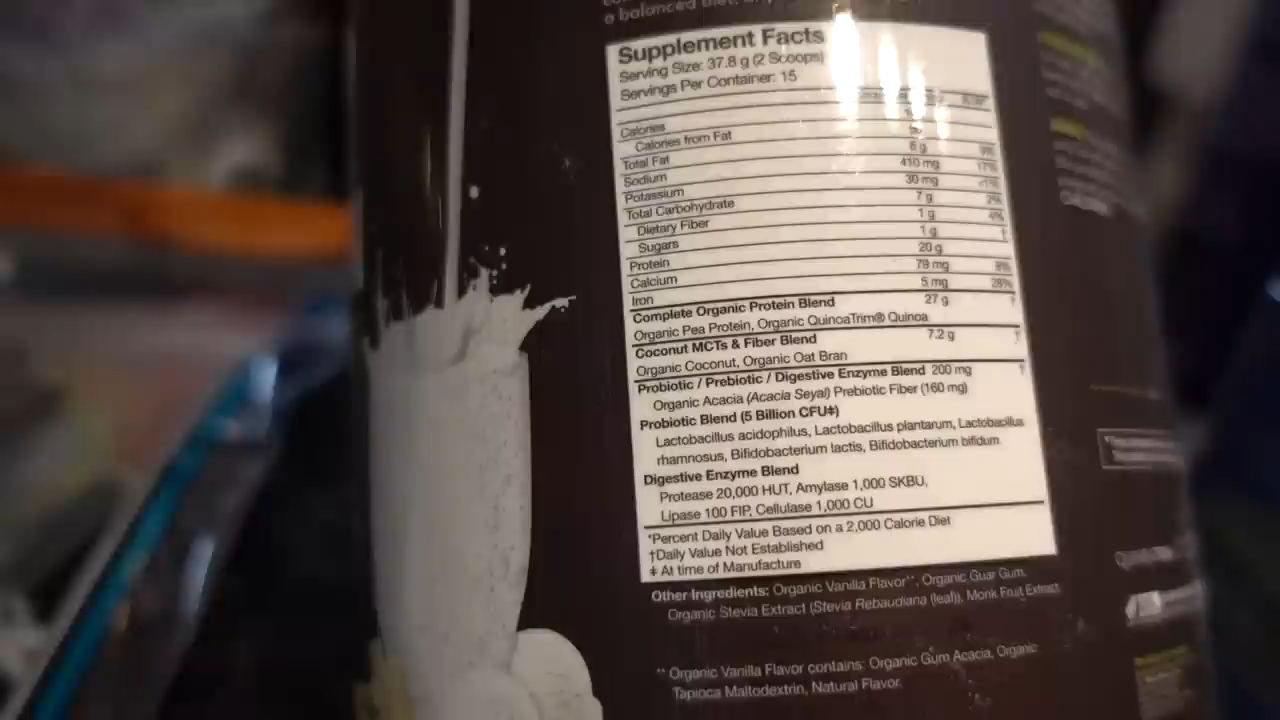 a balanced diet,
Supplement Facts
Serving Size: 37.8 g (2 Scoops)
Servings Per Container: 15
Calories
Calories from Fat
Total Fat 6 g 9%
Sodium 410 mg 17%
Potassium 30 mg <1%
Total Carbohydrate 7 g 2%
Dietary Fiber 1 g 4%
Sugars 1 g †
Protein 20 g
Calcium 79 mg 8%
Iron 5 mg 28%
Complete Organic Protein Blend 27 g †
Organic Pea Protein, Organic QuinoaTrim® Quinoa
Coconut MCTs & Fiber Blend 7.2 g †
Organic Coconut, Organic Oat Bran
Probiotic / Prebiotic / Digestive Enzyme Blend 200 mg †
Organic Acacia (Acacia Seyal) Prebiotic Fiber (160 mg)
Probiotic Blend (5 Billion CFU‡)
Lactobacillus acidophilus, Lactobacillus plantarum, Lactobacillus
rhamnosus, Bifidobacterium lactis, Bifidobacterium bifidum
Digestive Enzyme Blend
Protease 20,000 HUT, Amylase 1,000 SKBU,
Lipase 100 FIP, Cellulase 1,000 CU
*Percent Daily Value Based on a 2,000 Calorie Diet
†Daily Value Not Established
‡ At time of Manufacture
Other Ingredients: Organic Vanilla Flavor**, Organic Guar Gum,
Organic Stevia Extract (Stevia Rebaudiana (leaf)), Monk Fruit Extract
** Organic Vanilla Flavor contains: Organic Gum Acacia, Organic
Tapioca Maltodextrin, Natural Flavor.